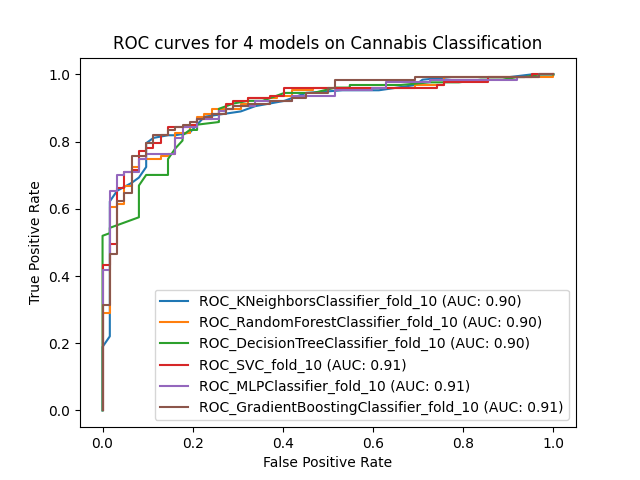 ROC curves for 4 models on Cannabis Classification
True Positive Rate
1.0
0.8
0.6
0.4
0.2
0.0
ROC_KNeighborsClassifier_fold_10 (AUC: 0.90)
ROC_RandomForestClassifier_fold_10 (AUC: 0.90)
ROC_DecisionTreeClassifier_fold_10 (AUC: 0.90)
ROC_SVC_fold_10 (AUC: 0.91)
ROC_MLPClassifier_fold_10 (AUC: 0.91)
ROC_GradientBoostingClassifier_fold_10 (AUC: 0.91)
0.0 0.2 0.4 0.6 0.8 1.0
False Positive Rate